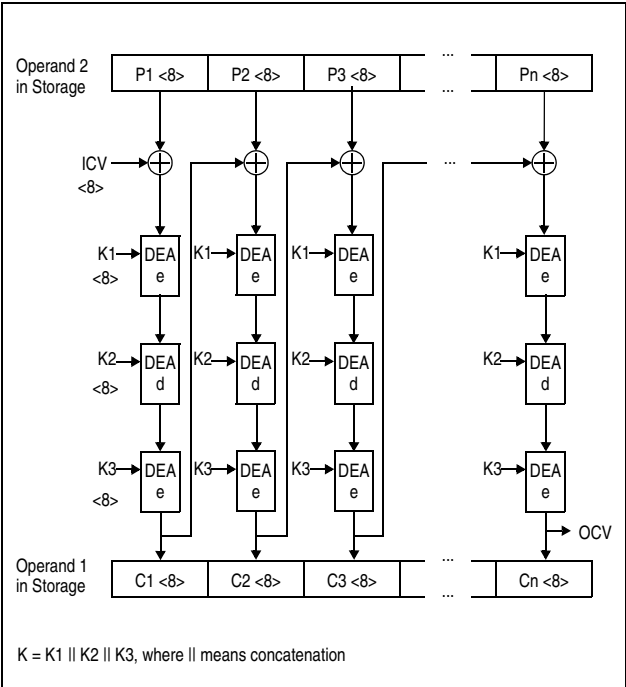 ...
Operand 2
in Storage
P1 <8> P2 <8> P3 <8> Pn <8>
...
ICV
<8>
...
K1 DEA e K1 DEA e K1 DEA e K1 DEA e
<8>
K2 DEA d K2 DEA d K2 DEA d K2 DEA d
<8>
K3 DEA e K3 DEA e K3 DEA e K3 DEA e
<8>
OCV
...
Operand 1
in Storage
C1 <8> C2 <8> C3 <8> Cn <8>
...
K = K1 || K2 || K3, where || means concatenation